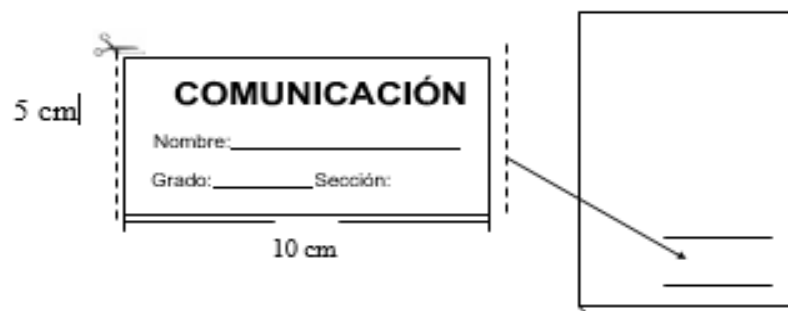 COMUNICACIÓN
5 cm
Nombre:
Grado: Sección:
10 cm